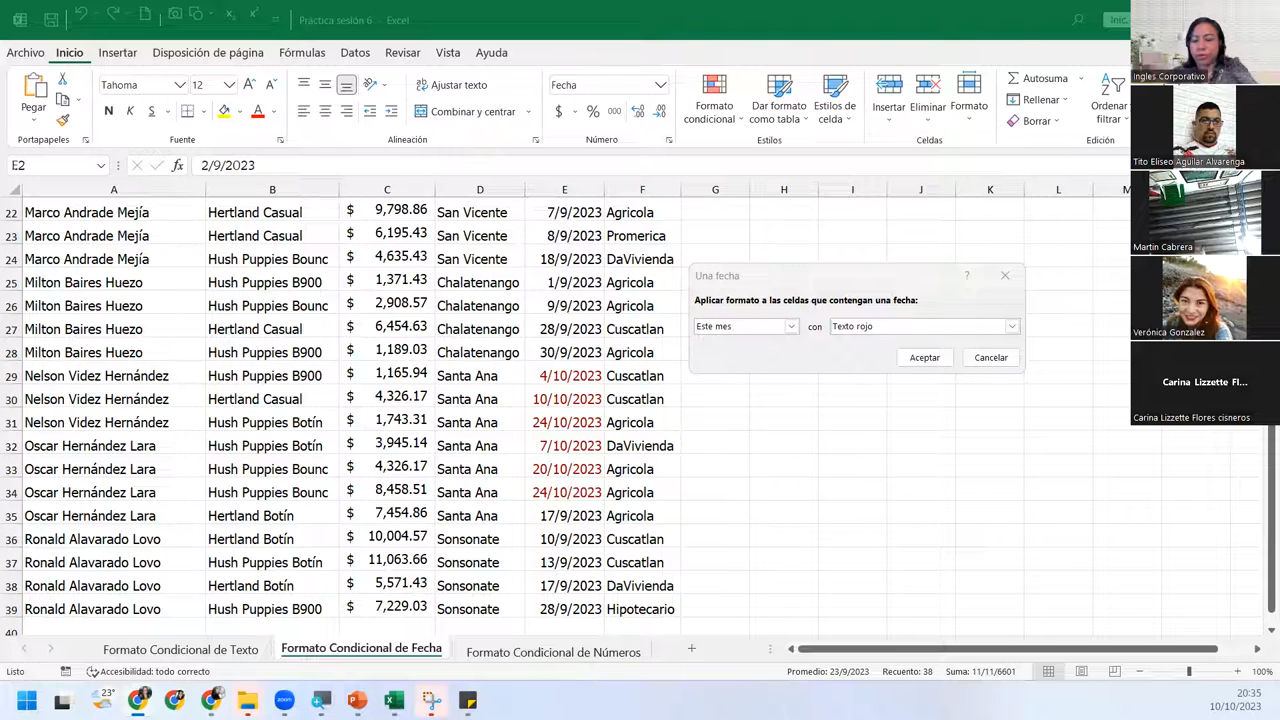 Práctica sesión 6 - Excel
Inic.
Archivo Inicio Insertar Disposición de página Fórmulas Datos Revisar Vista Ayuda
Pegar
Tahoma 12
N K S
Combinar y centrar
Fecha
$ % 000
Formato condicional
Dar formato como tabla
Estilos de celda
Insertar
Eliminar
Formato
Autosuma
Rellenar
Borrar
Ordenar filtrar
Portapapeles Fuente Alineación Número Estilos Celdas Edición
E2 fx 2/9/2023
A B C D E F G H I J K L M
22 Marco Andrade Mejía Hertland Casual $ 9,798.86 San Vicente 7/9/2023 Agricola
23 Marco Andrade Mejía Hertland Casual $ 6,195.43 San Vicente 8/9/2023 Promerica
24 Marco Andrade Mejía Hush Puppies Bounc $ 4,635.43 San Vicente 18/9/2023 DaVivienda
25 Milton Baires Huezo Hush Puppies B900 $ 1,371.43 Chalatenango 1/9/2023 Agricola
26 Milton Baires Huezo Hush Puppies Bounc $ 2,908.57 Chalatenango 9/9/2023 Agricola
27 Milton Baires Huezo Hertland Casual $ 6,454.63 Chalatenango 28/9/2023 Cuscatlan
28 Milton Baires Huezo Hush Puppies B900 $ 1,189.03 Chalatenango 30/9/2023 Agricola
29 Nelson Videz Hernández Hush Puppies B900 $ 1,165.94 Santa Ana 4/10/2023 Cuscatlan
30 Nelson Videz Hernández Hertland Casual $ 4,326.17 Santa Ana 10/10/2023 Cuscatlan
31 Nelson Videz Hernández Hush Puppies Botín $ 1,743.31 Santa Ana 24/10/2023 Agricola
32 Oscar Hernández Lara Hush Puppies Botín $ 3,945.14 Santa Ana 7/10/2023 DaVivienda
33 Oscar Hernández Lara Hush Puppies Bounc $ 4,326.17 Santa Ana 20/10/2023 Agricola
34 Oscar Hernández Lara Hush Puppies Bounc $ 8,458.51 Santa Ana 24/10/2023 Agricola
35 Oscar Hernández Lara Hertland Botín $ 7,454.86 Santa Ana 17/9/2023 Agricola
36 Ronald Alavarado Lovo Hertland Botín $ 10,004.57 Sonsonate 10/9/2023 Cuscatlan
37 Ronald Alavarado Lovo Hush Puppies Botín $ 11,063.66 Sonsonate 13/9/2023 Cuscatlan
38 Ronald Alavarado Lovo Hertland Botín $ 5,571.43 Sonsonate 17/9/2023 DaVivienda
39 Ronald Alavarado Lovo Hush Puppies B900 $ 7,229.03 Sonsonate 28/9/2023 Hipotecario
40
Una fecha ?
Aplicar formato a las celdas que contengan una fecha:
Este mes con Texto rojo
Aceptar Cancelar
Ingles Corporativo
Tito Eliseo Aguilar Alvarenga
Martin Cabrera
Verónica Gonzalez
Carina Lizzette Fl...
Carina Lizzette Flores cisneros
Formato Condicional de Texto Formato Condicional de Fecha Formato Condicional de Números
Listo Accesibilidad: todo correcto Promedio: 23/9/2023 Recuento: 38 Suma: 11/11/6601 100%
23° zoom
20:35
10/10/2023